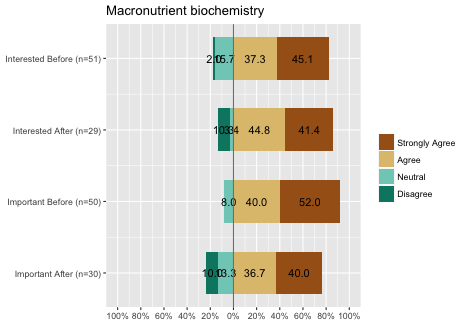 Macronutrient biochemistry
Interested Before (n=51) 2.0 15.7 37.3 45.1
Interested After (n=29) 10.3 3.4 44.8 41.4
Important Before (n=50) 8.0 40.0 52.0
Important After (n=30) 10.0 13.3 36.7 40.0
100% 80% 60% 40% 20% 0% 20% 40% 60% 80% 100%
Strongly Agree
Agree
Neutral
Disagree